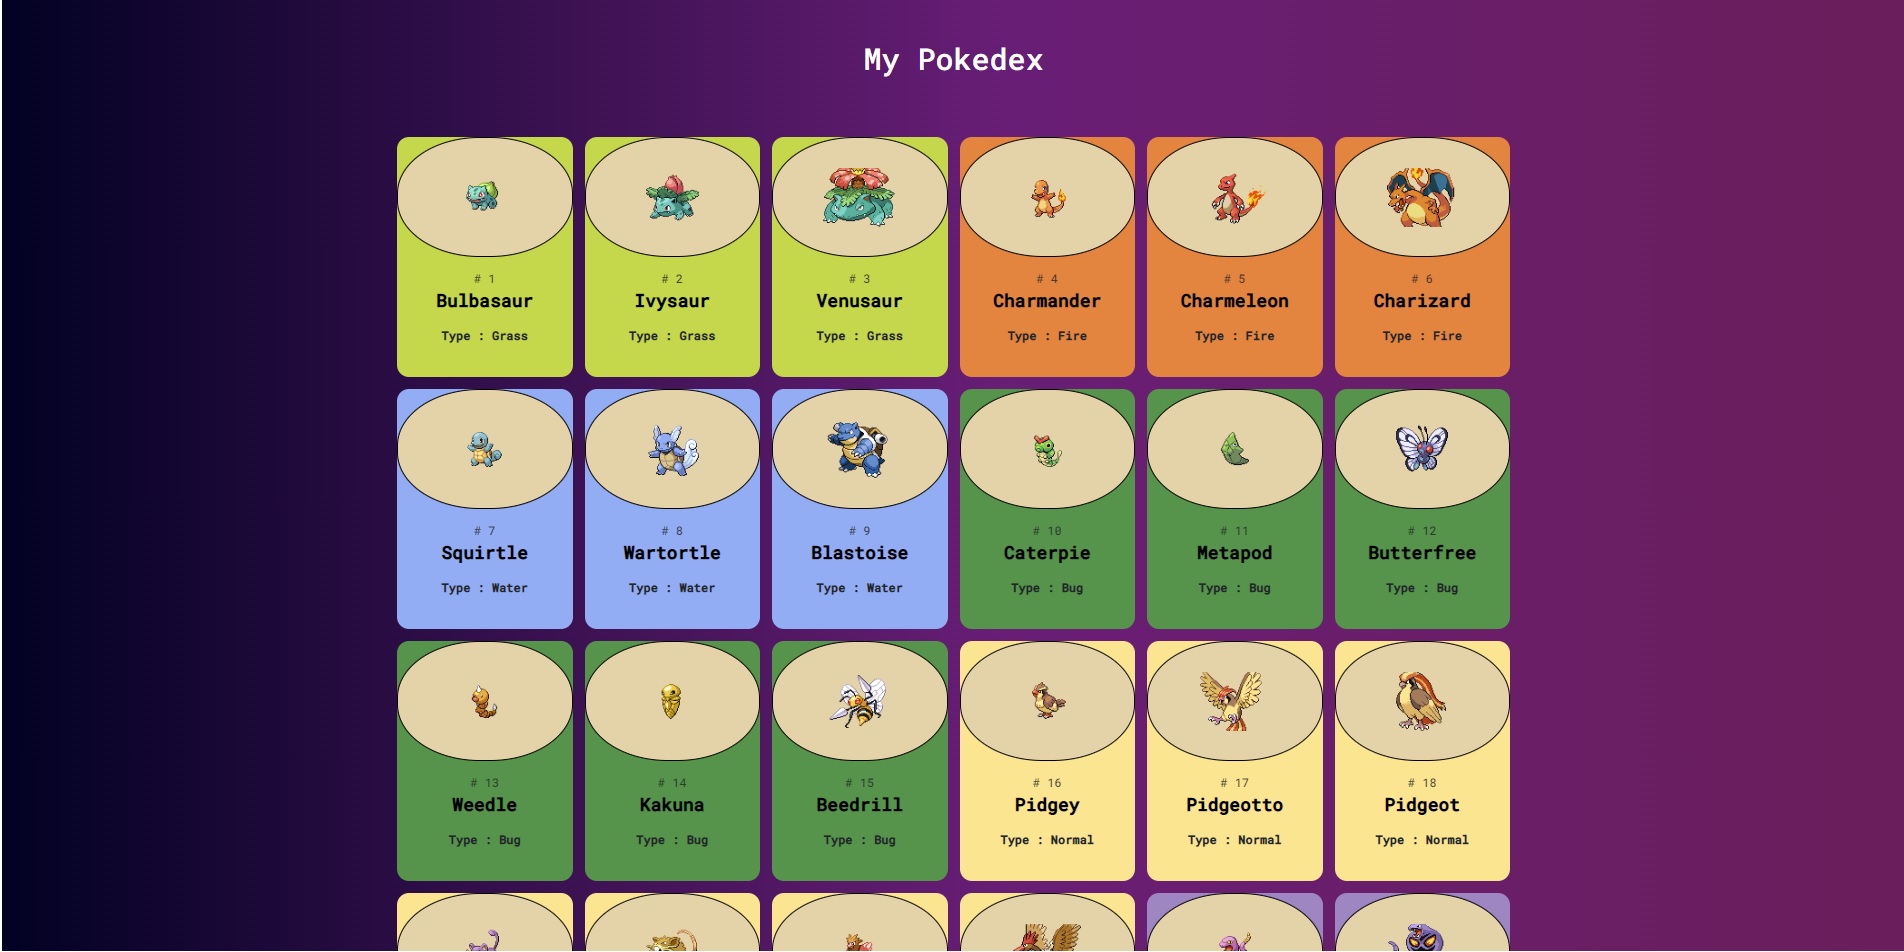 My Pokedex
# 1
Bulbasaur
Type : Grass
# 2
Ivysaur
Type : Grass
# 3
Venusaur
Type : Grass
# 4
Charmander
Type : Fire
# 5
Charmeleon
Type : Fire
# 6
Charizard
Type : Fire
# 7
Squirtle
Type : Water
# 8
Wartortle
Type : Water
# 9
Blastoise
Type : Water
# 10
Caterpie
Type : Bug
# 11
Metapod
Type : Bug
# 12
Butterfree
Type : Bug
# 13
Weedle
Type : Bug
# 14
Kakuna
Type : Bug
# 15
Beedrill
Type : Bug
# 16
Pidgey
Type : Normal
# 17
Pidgeotto
Type : Normal
# 18
Pidgeot
Type : Normal